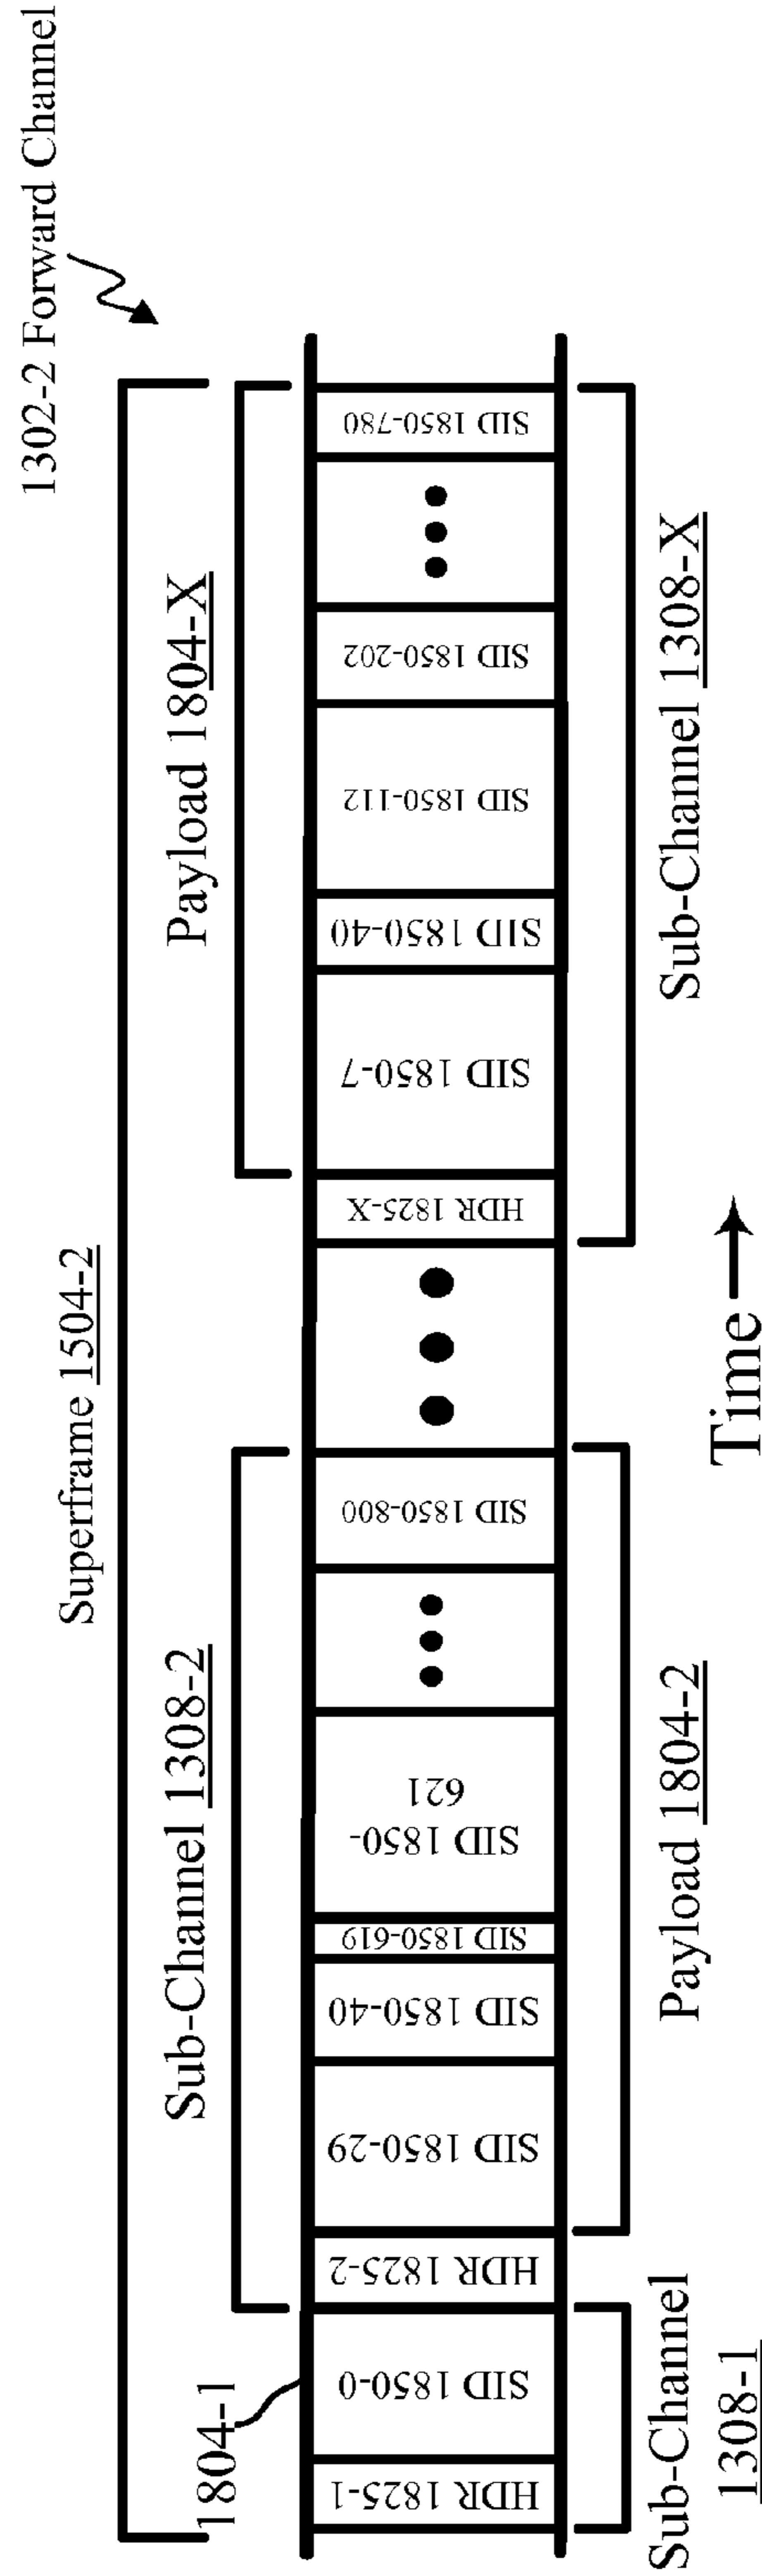 1302-2 Forward Channel
Superframe 1504-2
Sub-Channel 1308-2
Payload 1804-X
1804-1
HDR 1825-1
SID 1850-0
HDR 1825-2
SID 1850-29
SID 1850-40
SID 1850-619
SID 1850-
621
SID 1850-800
HDR 1825-X
SID 1850-7
SID 1850-40
SID 1850-112
SID 1850-202
SID 1850-780
Sub-Channel
1308-1
Payload 1804-2
Sub-Channel 1308-X
Time